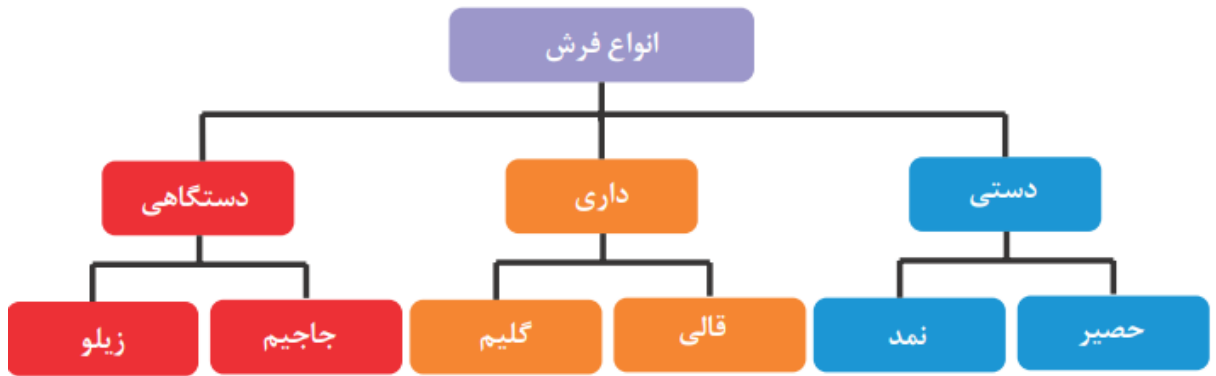 انواع فرش
دستی
داری
دستگاهی
حصیر
نمد
قالی
گلیم
جاجیم
زیلو